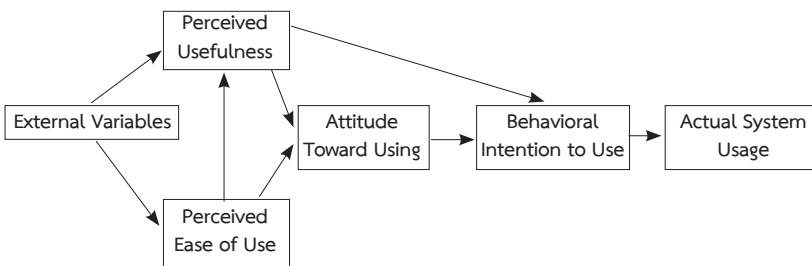 Perceived
Usefulness
External Variables
Attitude
Toward Using
Behavioral
Intention to Use
Actual System
Usage
Perceived
Ease of Use